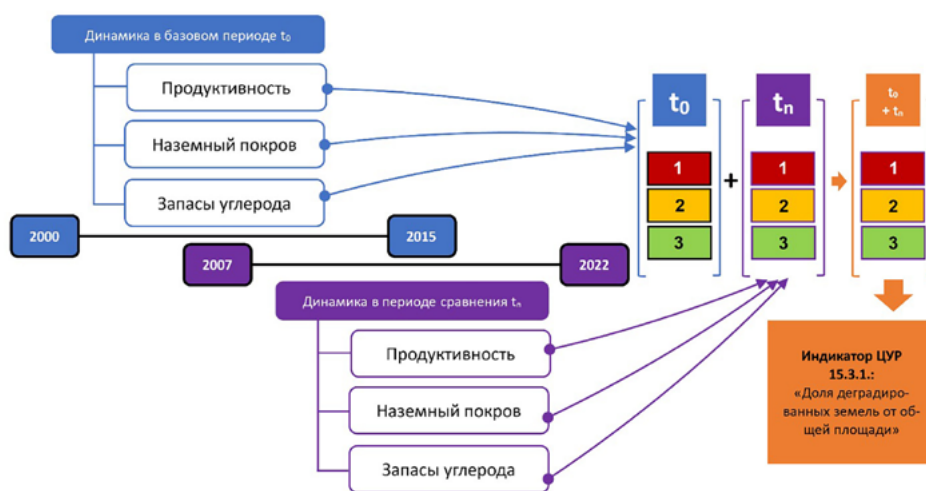 Динамика в базовом периоде t₀
Продуктивность
Наземный покров
Запасы углерода
2000
2015
2007
2022
Динамика в периоде сравнения tₙ
Продуктивность
Наземный покров
Запасы углерода
t₀
1
2
3
+
tₙ
1
2
3
t₀
+ tₙ
1
2
3
Индикатор ЦУР
15.3.1.:
«Доля деградиро-
ванных земель от об-
щей площади»